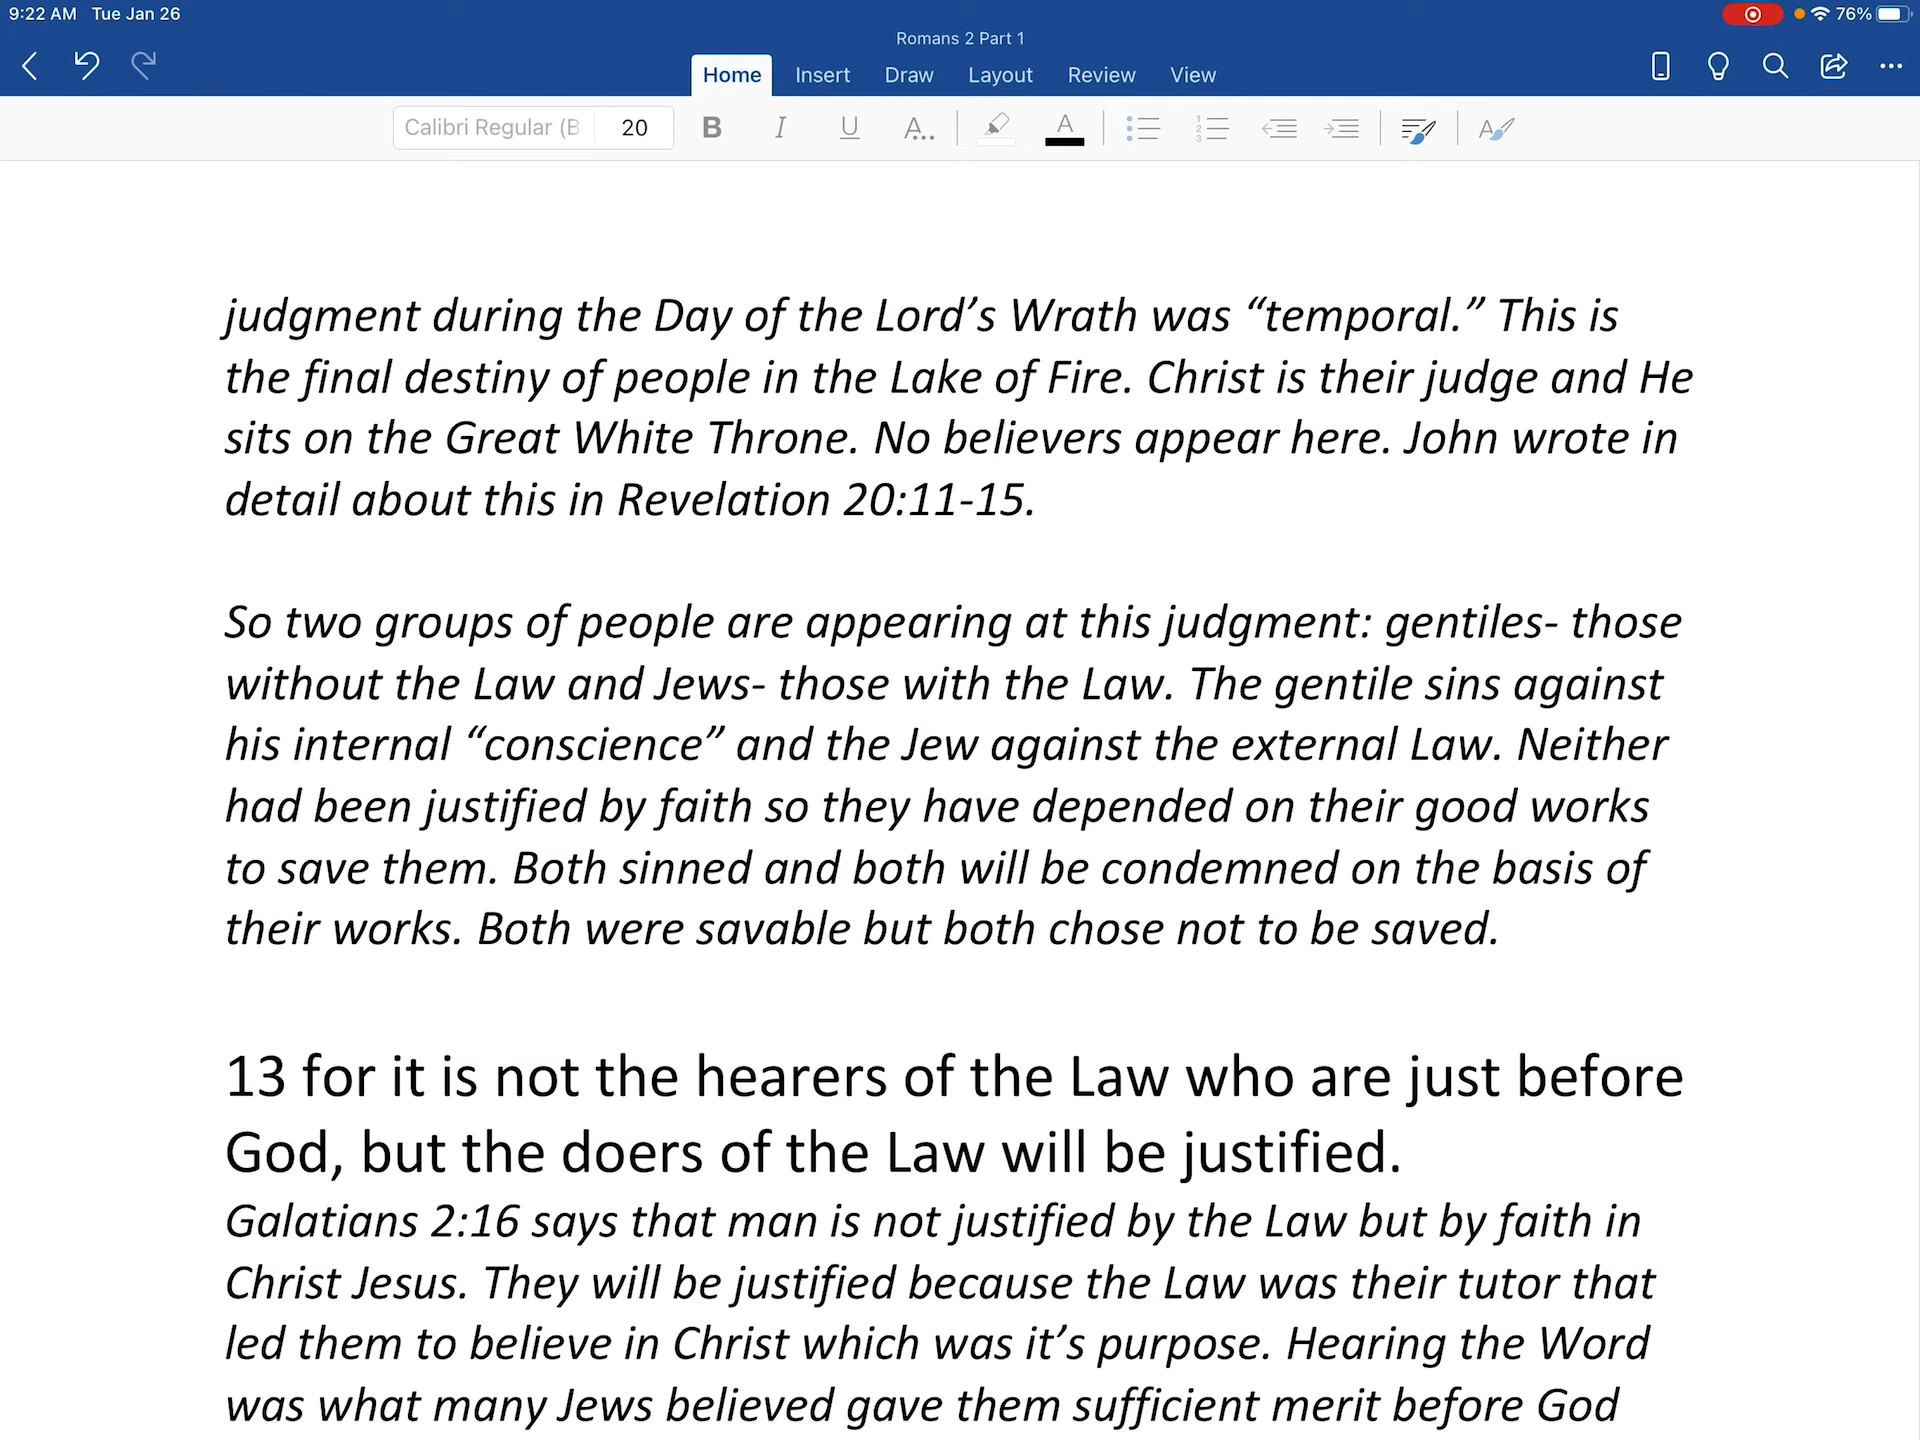 9:22 AM Tue Jan 26
76%
Romans 2 Part 1
Home Insert Draw Layout Review View
Calibri Regular (B 20 B I U A.. A 1 2 3 A
judgment during the Day of the Lord’s Wrath was “temporal.” This is
the final destiny of people in the Lake of Fire. Christ is their judge and He
sits on the Great White Throne. No believers appear here. John wrote in
detail about this in Revelation 20:11-15.
So two groups of people are appearing at this judgment: gentiles- those
without the Law and Jews- those with the Law. The gentile sins against
his internal “conscience” and the Jew against the external Law. Neither
had been justified by faith so they have depended on their good works
to save them. Both sinned and both will be condemned on the basis of
their works. Both were savable but both chose not to be saved.
13 for it is not the hearers of the Law who are just before
God, but the doers of the Law will be justified.
Galatians 2:16 says that man is not justified by the Law but by faith in
Christ Jesus. They will be justified because the Law was their tutor that
led them to believe in Christ which was it’s purpose. Hearing the Word
was what many Jews believed gave them sufficient merit before God